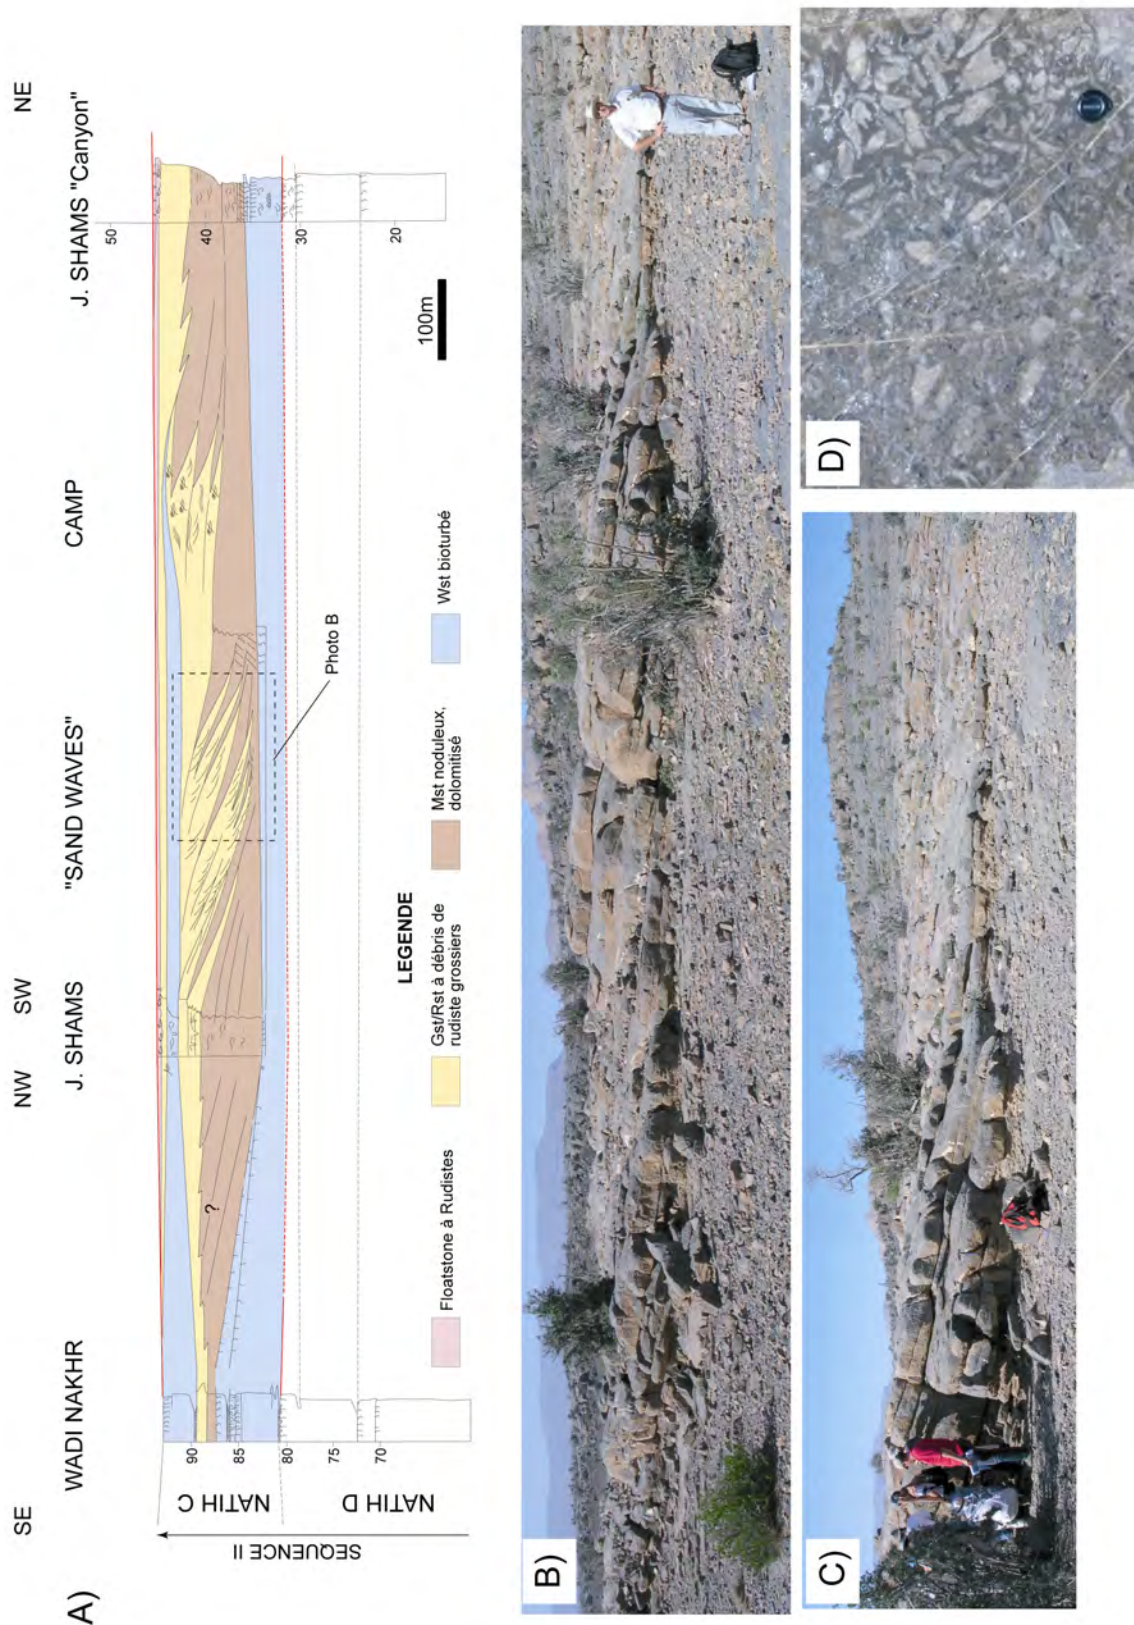 A)
SE
NW
SW
NE
WADI NAKHR
J. SHAMS
"SAND WAVES"
CAMP
J. SHAMS "Canyon"
SEQUENCE II
NATIH C
NATIH D
90
85
80
75
70
?
50
40
30
20
Photo B
100m
LEGENDE
Floatstone à Rudistes
Gst/Rst à débris de
rudiste grossiers
Mst noduleux,
dolomitisé
Wst bioturbé
B)
C)
D)